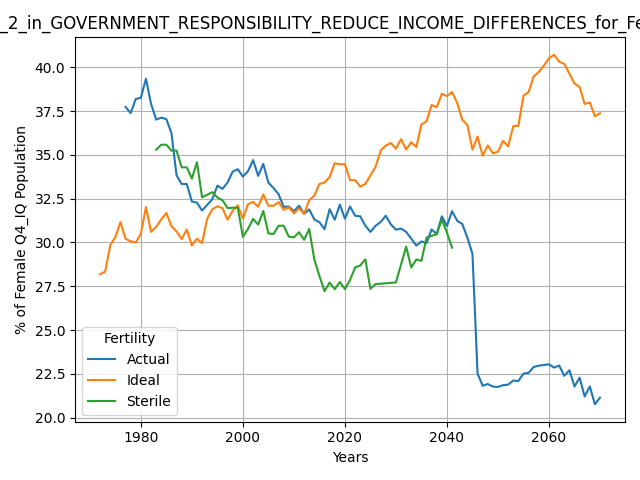 _2_in_GOVERNMENT_RESPONSIBILITY_REDUCE_INCOME_DIFFERENCES_for_Fe
% of Female Q4_IQ Population
40.0
37.5
35.0
32.5
30.0
27.5
25.0
22.5
20.0
Fertility
Actual
Ideal
Sterile
1980
2000
2020
2040
2060
Years